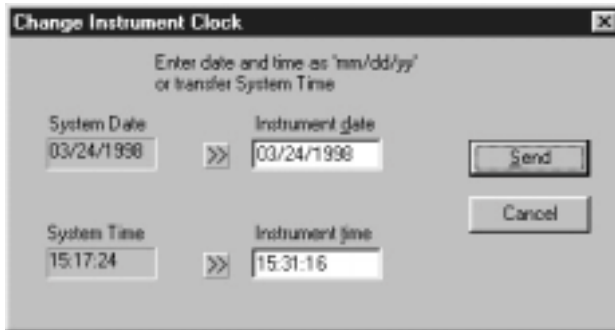 Change Instrument Clock
Enter date and time as 'mm/dd/yy'
or transfer System Time
System Date
Instrument date
03/24/1998
>>
03/24/1998
Send
Cancel
System Time
Instrument time
15:17:24
>>
15:31:16